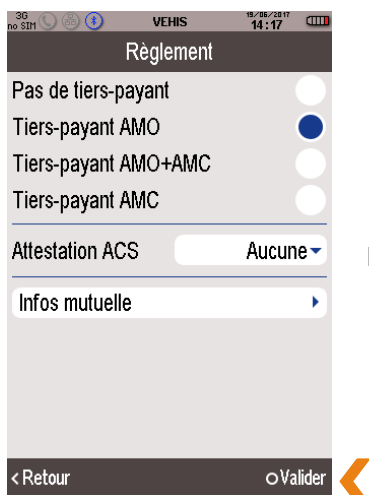 3G
no SIM
VEHIS
19/06/2017
14:17
Règlement
Pas de tiers-payant
Tiers-payant AMO
Tiers-payant AMO+AMC
Tiers-payant AMC
Attestation ACS Aucune
Infos mutuelle
< Retour Valider